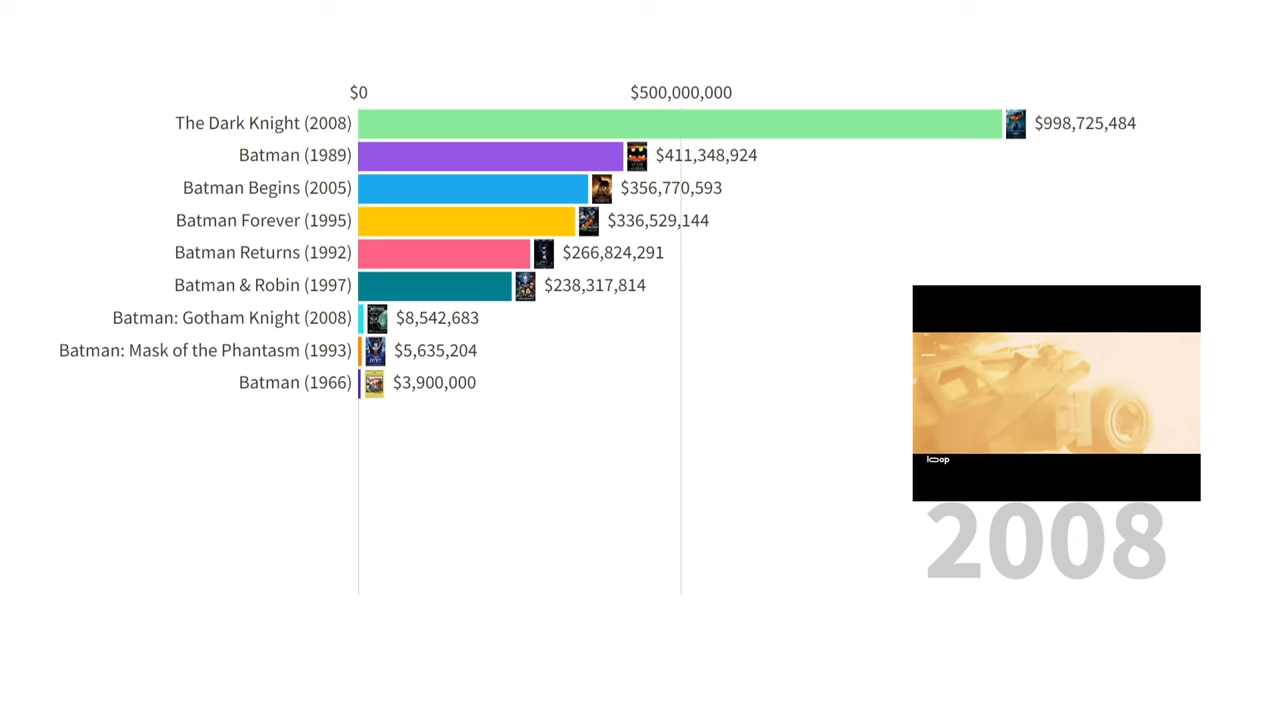 $0 $500,000,000
The Dark Knight (2008) $998,725,484
Batman (1989) $411,348,924
Batman Begins (2005) $356,770,593
Batman Forever (1995) $336,529,144
Batman Returns (1992) $266,824,291
Batman & Robin (1997) $238,317,814
Batman: Gotham Knight (2008) $8,542,683
Batman: Mask of the Phantasm (1993) $5,635,204
Batman (1966) $3,900,000
loop
2008